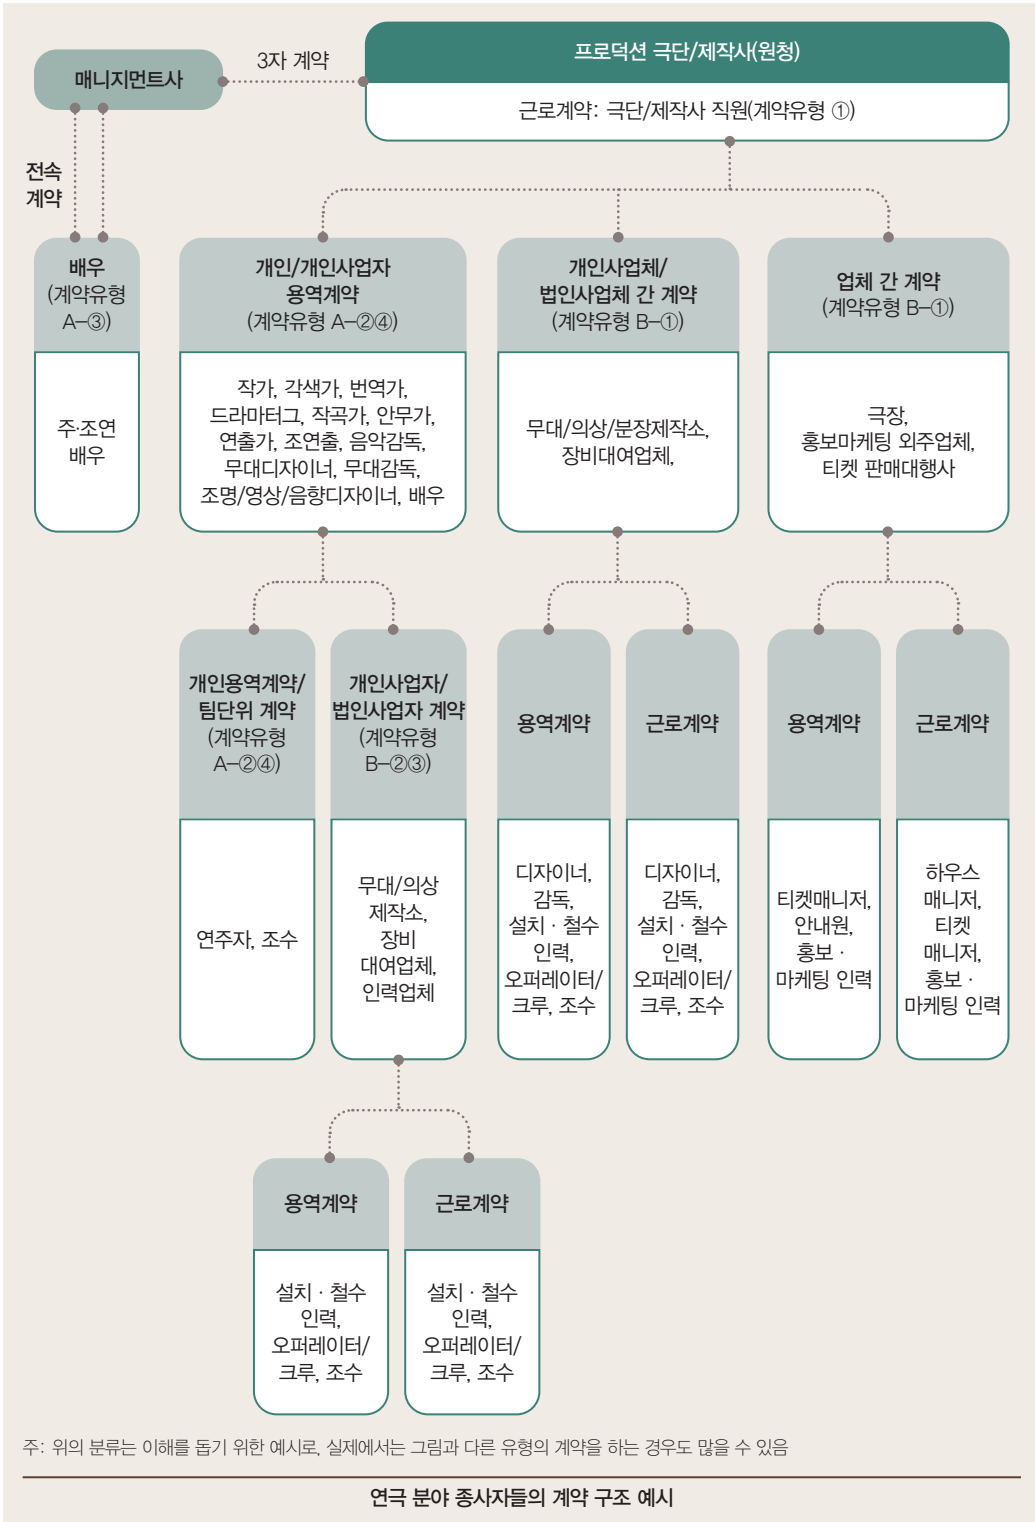 프로덕션 극단/제작사(원청)
매니지먼트사
3자 계약
근로계약: 극단/제작사 직원(계약유형 ①)
전속
계약
배우
(계약유형
A–③)
주·조연
배우
개인/개인사업자
용역계약
(계약유형 A–②④)
작가, 각색가, 번역가,
드라마터그, 작곡가, 안무가,
연출가, 조연출, 음악감독,
무대디자이너, 무대감독,
조명/영상/음향디자이너, 배우
개인사업체/
법인사업체 간 계약
(계약유형 B–①)
무대/의상/분장제작소,
장비대여업체,
업체 간 계약
(계약유형 B–①)
극장,
홍보마케팅 외주업체,
티켓 판매대행사
개인용역계약/
팀단위 계약
(계약유형
A–②④)
연주자, 조수
개인사업자/
법인사업자 계약
(계약유형
B–②③)
무대/의상
제작소,
장비
대여업체,
인력업체
용역계약
디자이너,
감독,
설치 · 철수
인력,
오퍼레이터/
크루, 조수
근로계약
디자이너,
감독,
설치 · 철수
인력,
오퍼레이터/
크루, 조수
용역계약
티켓매니저,
안내원,
홍보 ·
마케팅 인력
근로계약
하우스
매니저,
티켓
매니저,
홍보 ·
마케팅 인력
용역계약
설치 · 철수
인력,
오퍼레이터/
크루, 조수
근로계약
설치 · 철수
인력,
오퍼레이터/
크루, 조수
주: 위의 분류는 이해를 돕기 위한 예시로, 실제에서는 그림과 다른 유형의 계약을 하는 경우도 많을 수 있음
연극 분야 종사자들의 계약 구조 예시